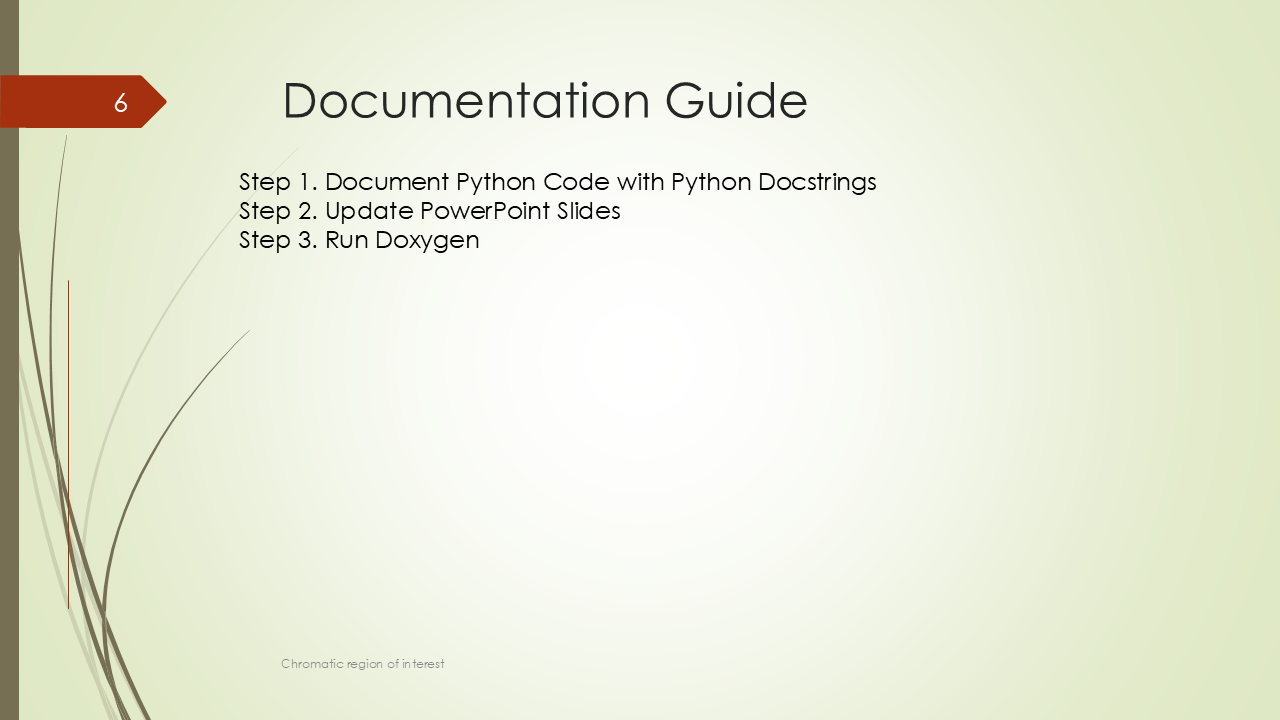 6
Documentation Guide
Step 1. Document Python Code with Python Docstrings
Step 2. Update PowerPoint Slides
Step 3. Run Doxygen
Chromatic region of interest